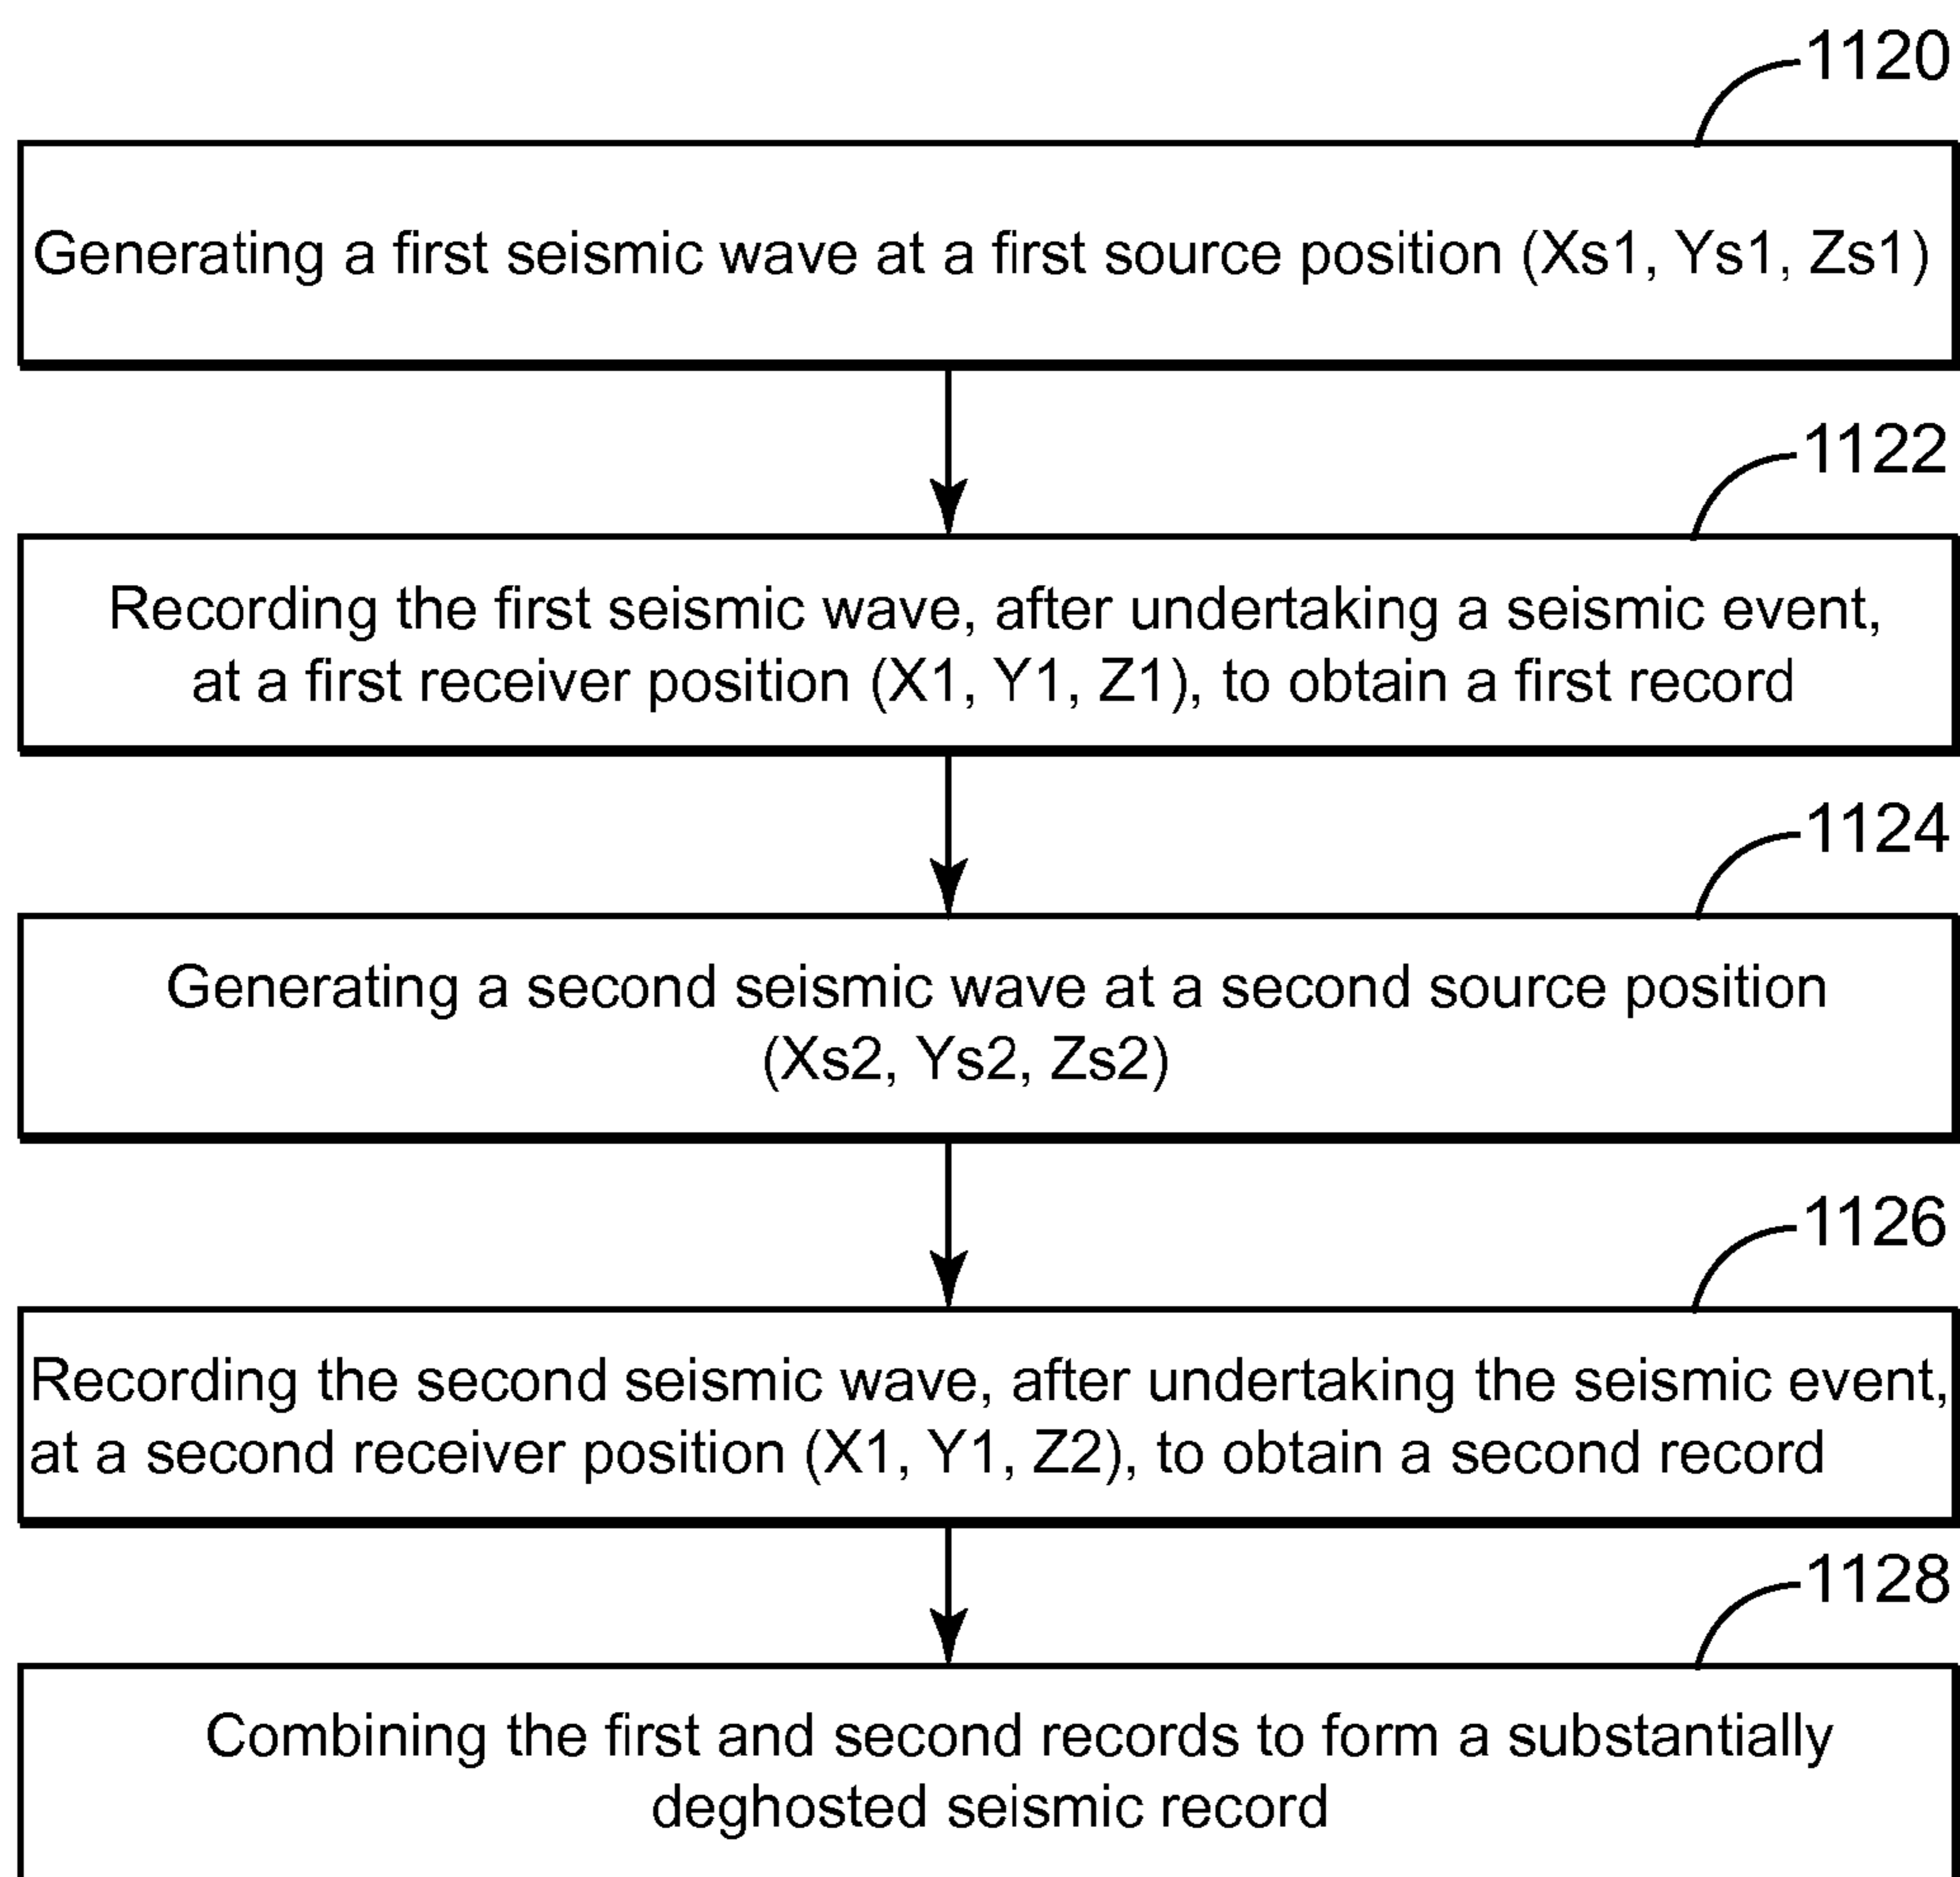 1120
Generating a first seismic wave at a first source position (Xs1, Ys1, Zs1)
1122
Recording the first seismic wave, after undertaking a seismic event,
at a first receiver position (X1, Y1, Z1), to obtain a first record
1124
Generating a second seismic wave at a second source position
(Xs2, Ys2, Zs2)
1126
Recording the second seismic wave, after undertaking the seismic event,
at a second receiver position (X1, Y1, Z2), to obtain a second record
1128
Combining the first and second records to form a substantially
deghosted seismic record